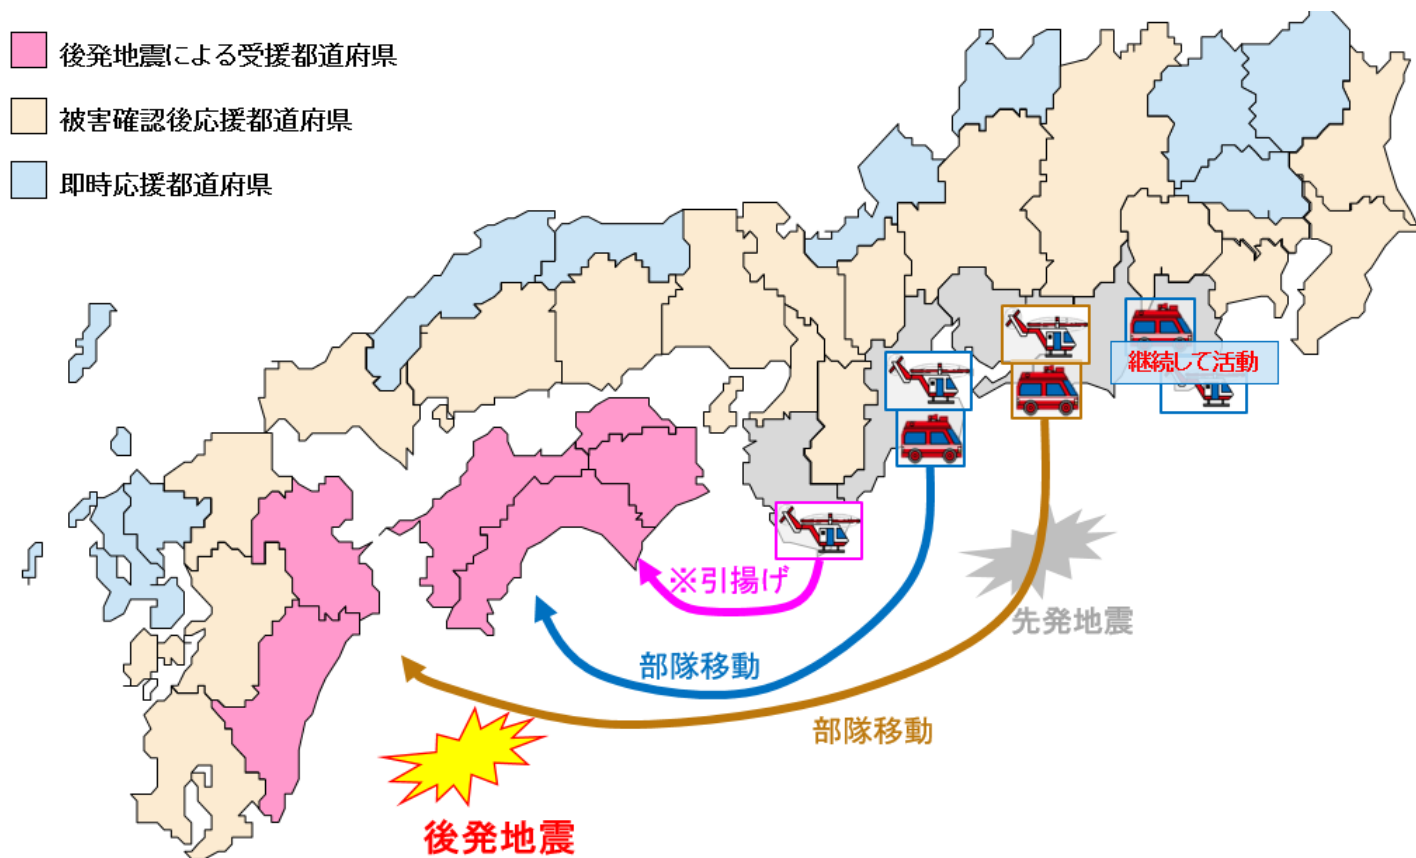 後発地震による受援都道府県
被害確認後応援都道府県
即時応援都道府県
継続して活動
※引揚げ
先発地震
部隊移動
部隊移動
後発地震